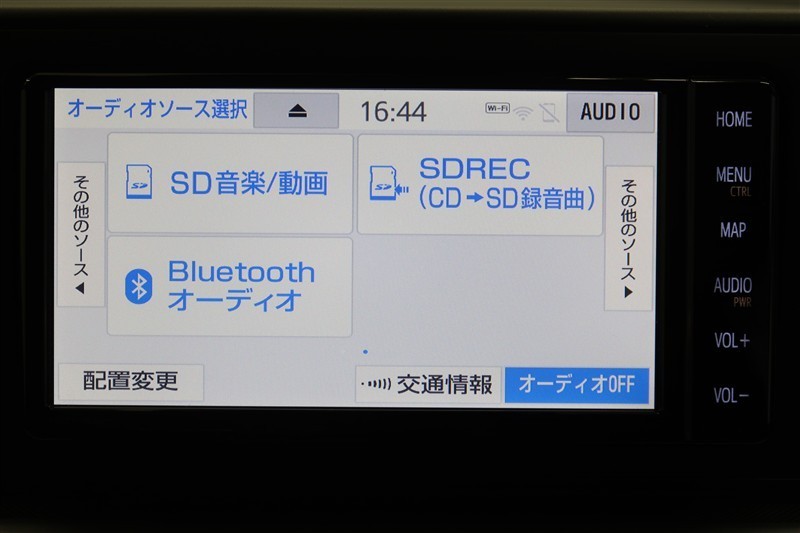 オーディオソース選択
16:44
Wi-Fi
AUDIO
その他のソース
SD音楽/動画
SDREC
(CD➡SD録音曲)
その他のソース
Bluetooth
オーディオ
配置変更
交通情報
オーディオOFF
HOME
MENU
CTRL
MAP
AUDIO
PWR
VOL+
VOL−